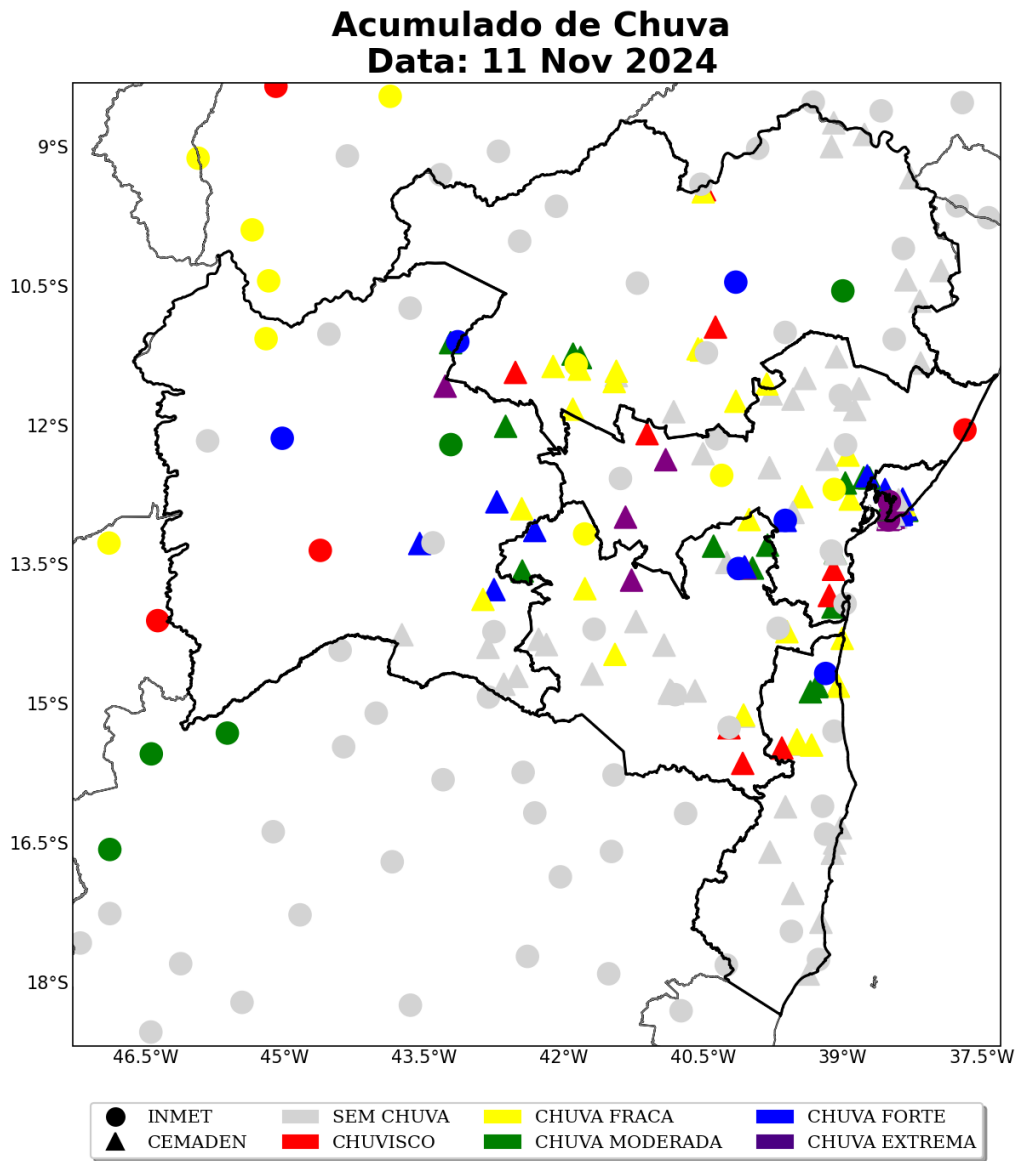 Acumulado de Chuva
Data: 11 Nov 2024
9°S
10.5°S
12°S
13.5°S
15°S
16.5°S
18°S
46.5°W 45°W 43.5°W 42°W 40.5°W 39°W 37.5°W
INMET SEM CHUVA CHUVA FRACA CHUVA FORTE
CEMADEN CHUVISCO CHUVA MODERADA CHUVA EXTREMA